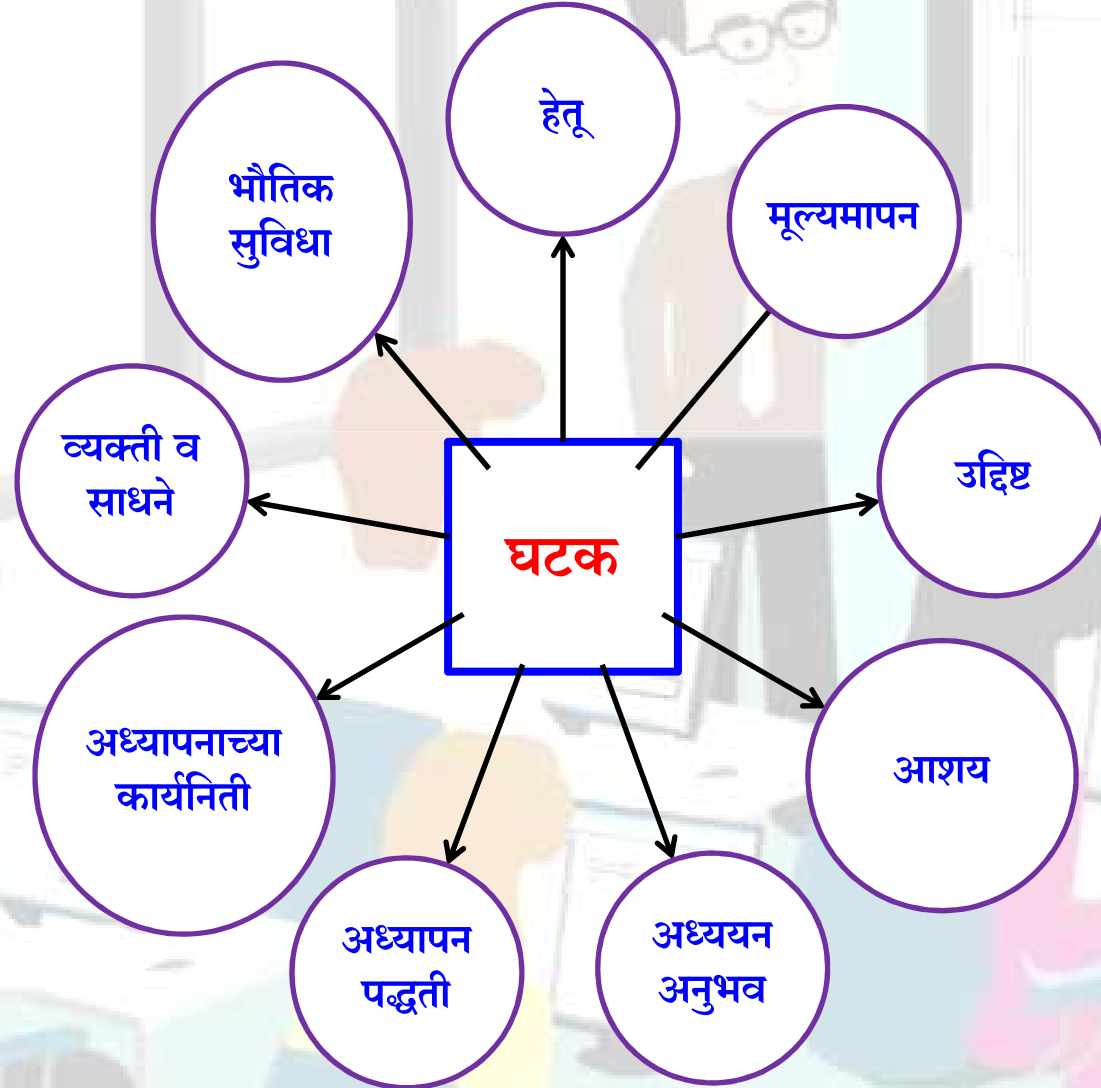 हेतू
मूल्यमापन
उद्दिष्ट
आशय
अध्ययन
अनुभव
अध्यापन
पद्धती
अध्यापनाच्या
कार्यनिती
व्यक्ती व
साधने
भौतिक
सुविधा
घटक